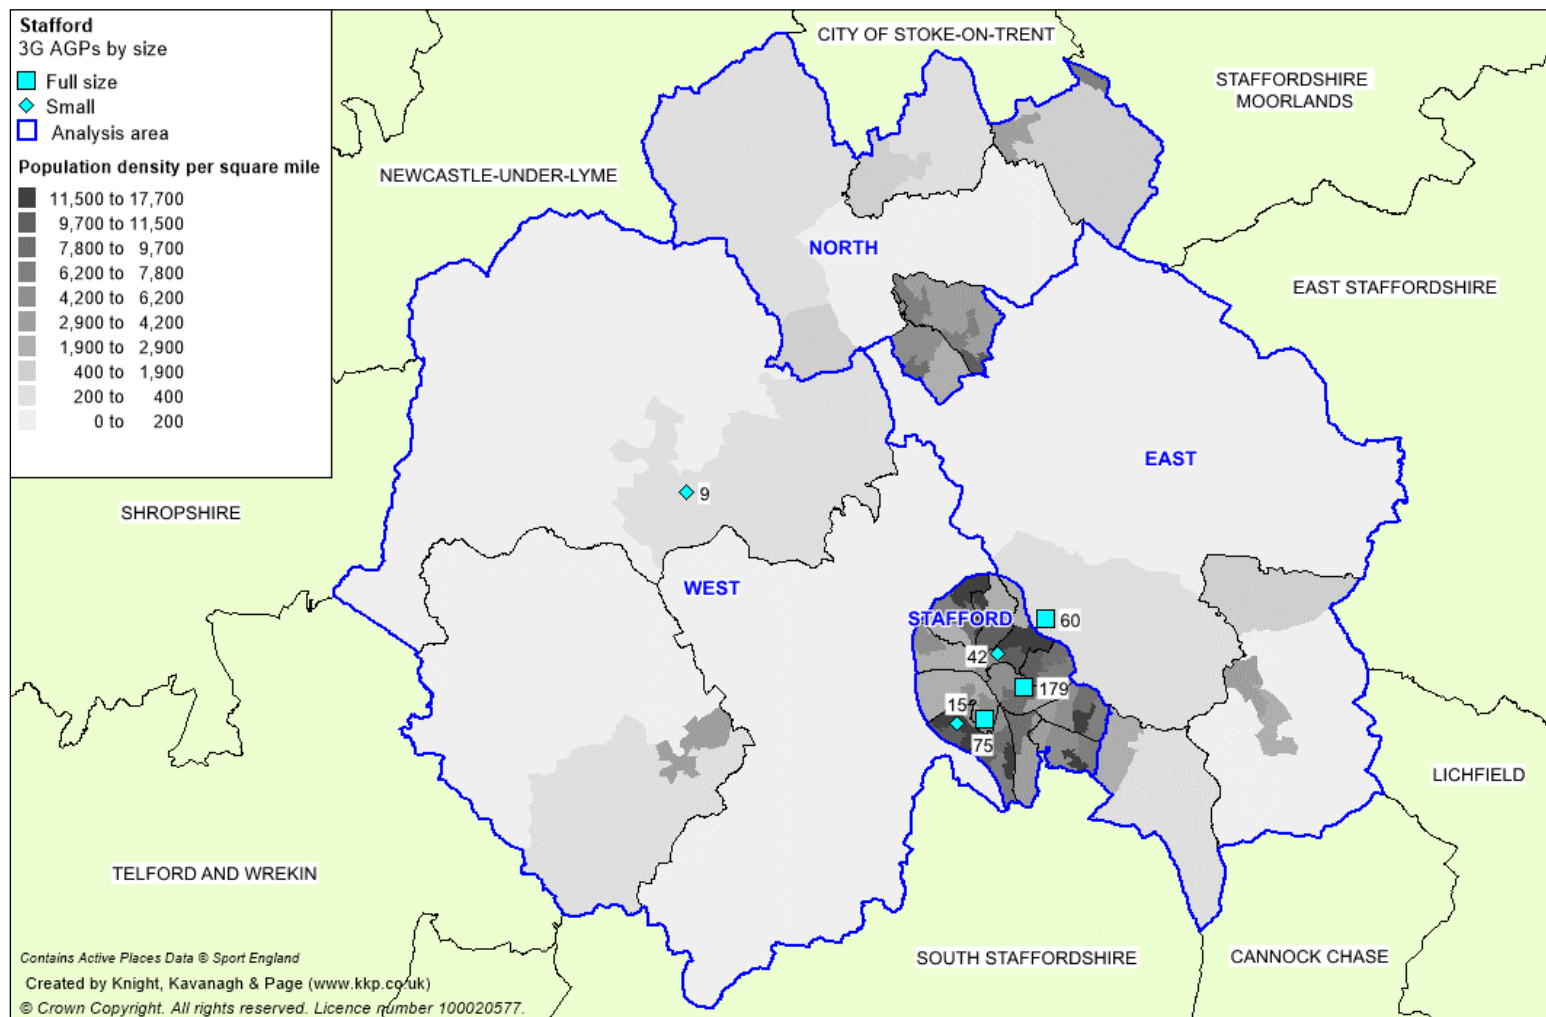 Stafford
3G AGPs by size
Full size
Small
Analysis area
Population density per square mile
11,500 to 17,700
9,700 to 11,500
7,800 to 9,700
6,200 to 7,800
4,200 to 6,200
2,900 to 4,200
1,900 to 2,900
400 to 1,900
200 to 400
0 to 200
CITY OF STOKE-ON-TRENT
STAFFORDSHIRE
MOORLANDS
NEWCASTLE-UNDER-LYME
NORTH
EAST STAFFORDSHIRE
EAST
9
SHROPSHIRE
WEST
STAFFORD
60
42
179
15
75
LICHFIELD
TELFORD AND WREKIN
SOUTH STAFFORDSHIRE
CANNOCK CHASE
Contains Active Places Data © Sport England
Created by Knight, Kavanagh & Page (www.kkp.co.uk)
© Crown Copyright. All rights reserved. Licence number 100020577.